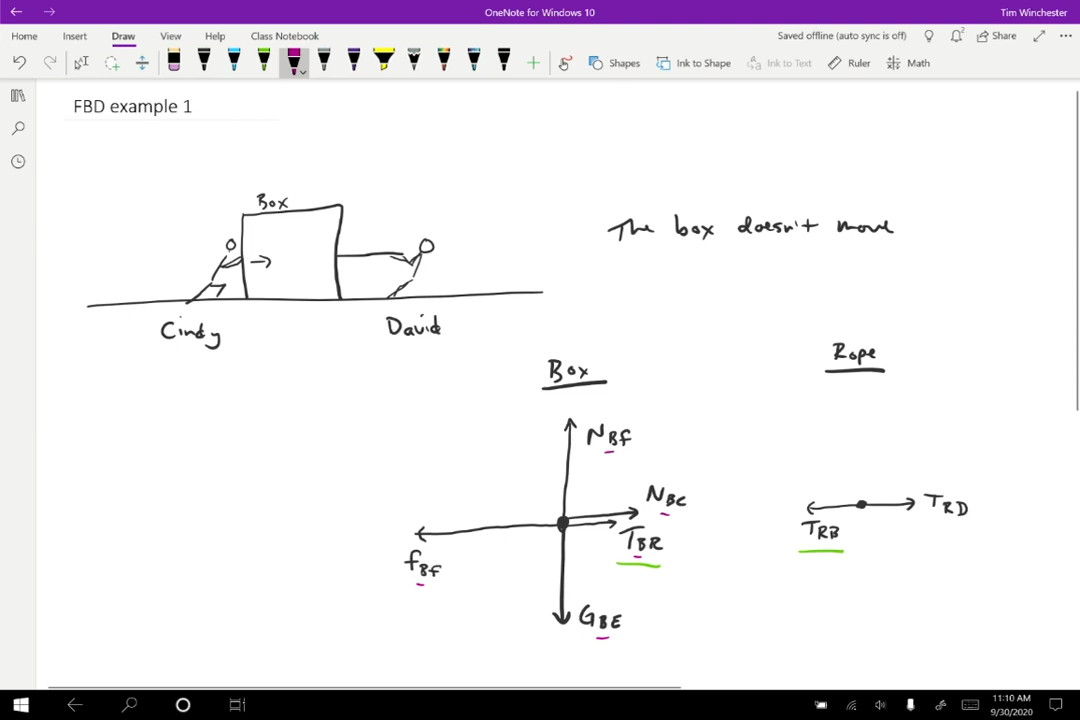 OneNote for Windows 10
Tim Winchester
Home Insert Draw View Help Class Notebook
Saved offline (auto sync is off)
Share
Shapes
Ink to Shape
Ink to Text
Ruler
Math
FBD example 1
Box
The box doesn't move
Cindy
David
Box
Rope
NBf
NBC
TBR
fBf
GBE
TRD
TRB
11:10 AM
9/30/2020